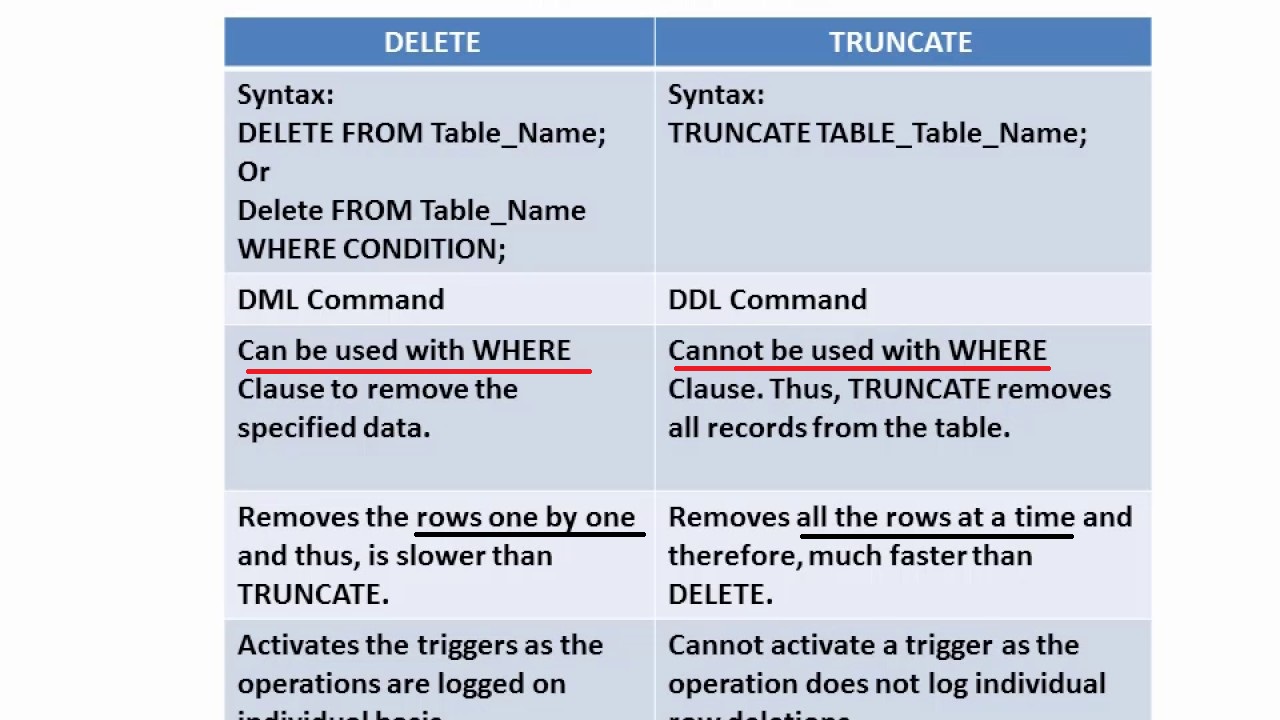 DELETE
TRUNCATE
Syntax:
DELETE FROM Table_Name;
Or
Delete FROM Table_Name
WHERE CONDITION;
Syntax:
TRUNCATE TABLE_Table_Name;
DML Command
DDL Command
Can be used with WHERE
Clause to remove the
specified data.
Cannot be used with WHERE
Clause. Thus, TRUNCATE removes
all records from the table.
Removes the rows one by one
and thus, is slower than
TRUNCATE.
Removes all the rows at a time and
therefore, much faster than
DELETE.
Activates the triggers as the
operations are logged on
individual basis
Cannot activate a trigger as the
operation does not log individual
row deletions